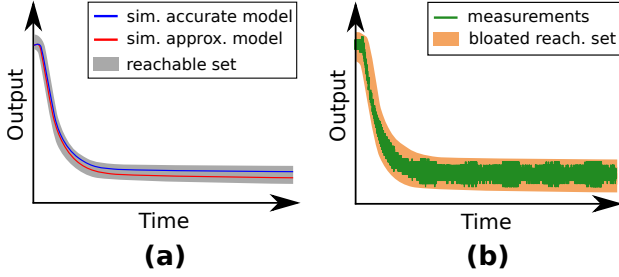 sim. accurate model
sim. approx. model
reachable set
Output
Time
(a)
measurements
bloated reach. set
Output
Time
(b)